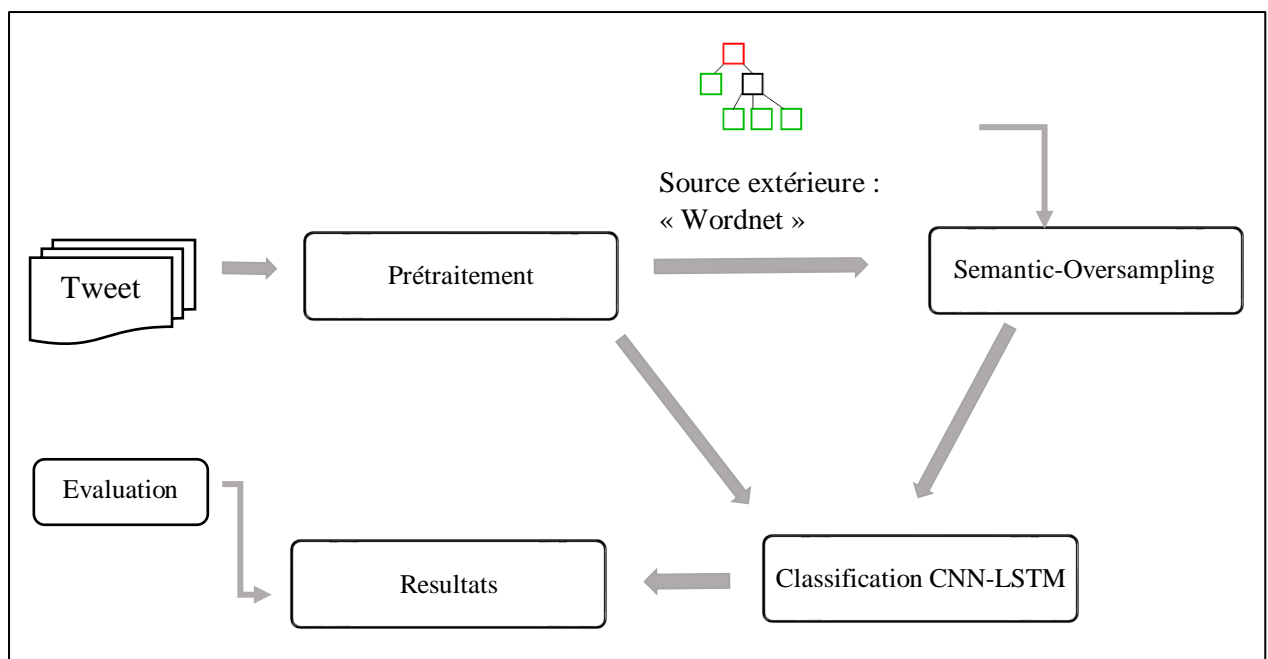 Source extérieure :
« Wordnet »
Tweet
Prétraitement
Semantic-Oversampling
Evaluation
Resultats
Classification CNN-LSTM